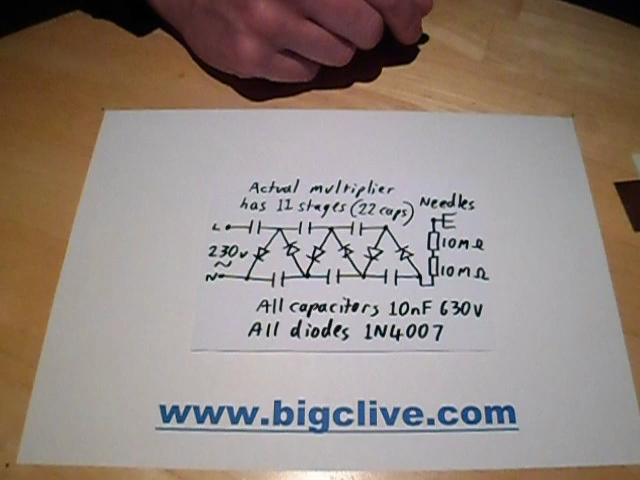 Actual multiplier
has 11 stages (22 caps)
Needles
L
E
10MΩ
230v
~
N
10MΩ
All capacitors 10nF 630v
All diodes 1N4007
www.bigclive.com